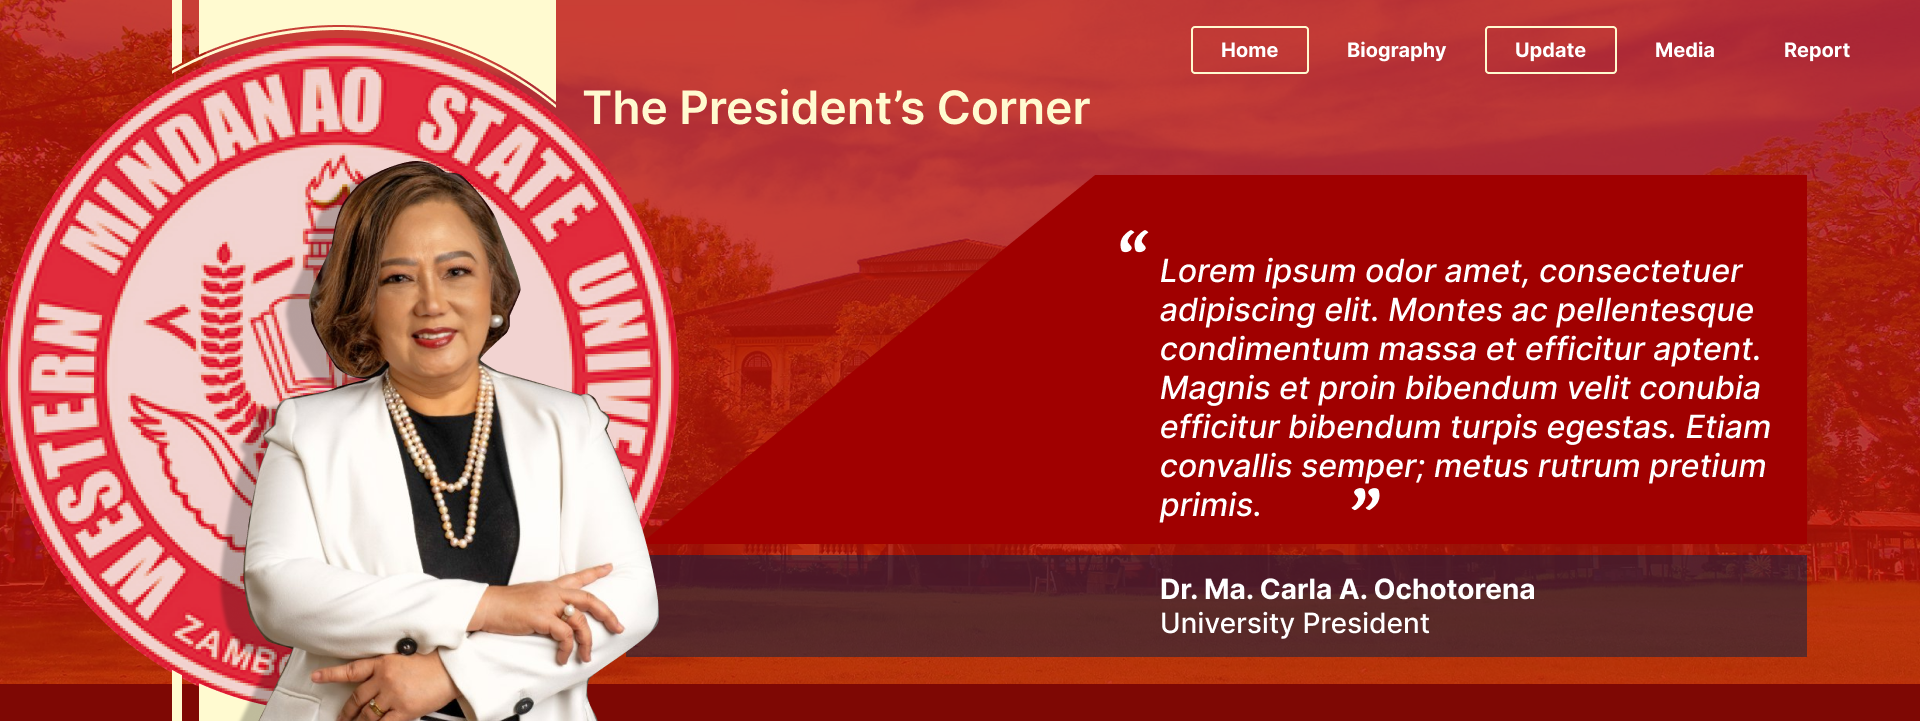 Home Biography Update Media Report
The President’s Corner
WESTERN MINDANAO STATE
“
Lorem ipsum odor amet, consectetuer
adipiscing elit. Montes ac pellentesque
condimentum massa et efficitur aptent.
Magnis et proin bibendum velit conubia
efficitur bibendum turpis egestas. Etiam
convallis semper; metus rutrum pretium
primis. ”
Dr. Ma. Carla A. Ochotorena
University President